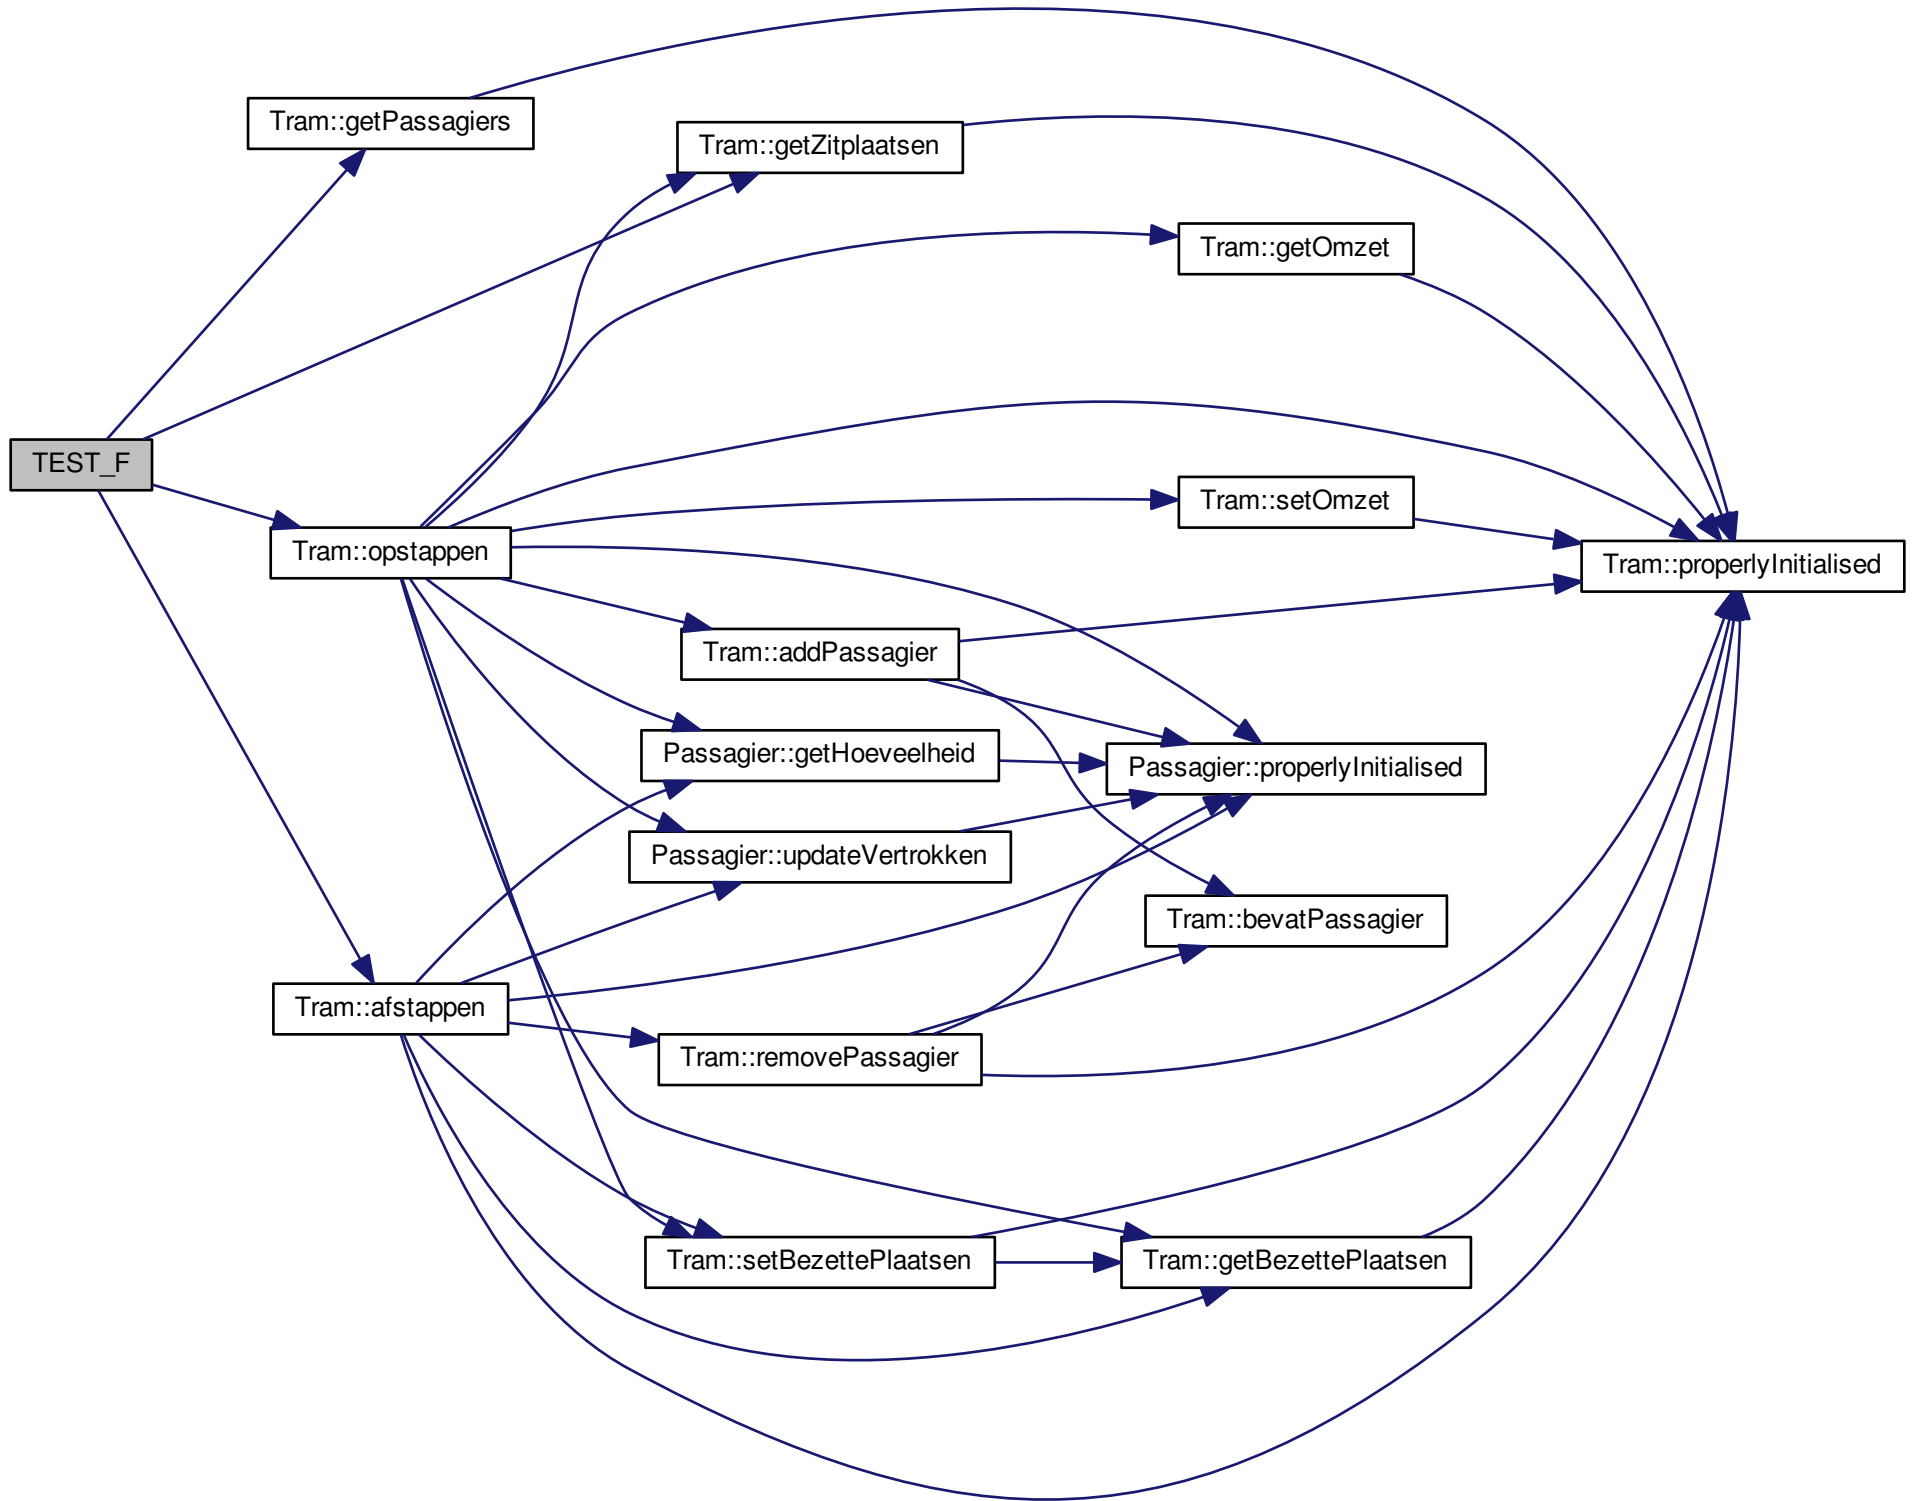 Tram::getPassagiers
Tram::getZitplaatsen
Tram::getOmzet
TEST_F
Tram::setOmzet
Tram::opstappen
Tram::properlyInitialised
Tram::addPassagier
Passagier::getHoeveelheid
Passagier::properlyInitialised
Passagier::updateVertrokken
Tram::bevatPassagier
Tram::afstappen
Tram::removePassagier
Tram::setBezettePlaatsen
Tram::getBezettePlaatsen